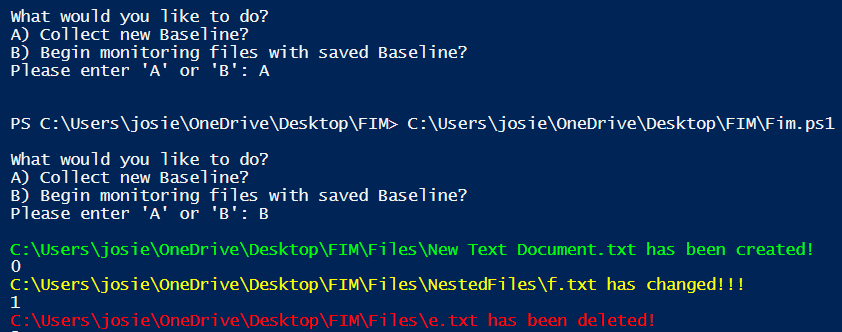 What would you like to do?
A) Collect new Baseline?
B) Begin monitoring files with saved Baseline?
Please enter 'A' or 'B': A
PS C:\Users\josie\OneDrive\Desktop\FIM> C:\Users\josie\OneDrive\Desktop\FIM\Fim.ps1
What would you like to do?
A) Collect new Baseline?
B) Begin monitoring files with saved Baseline?
Please enter 'A' or 'B': B
C:\Users\josie\OneDrive\Desktop\FIM\Files\New Text Document.txt has been created!
0
C:\Users\josie\OneDrive\Desktop\FIM\Files\NestedFiles\f.txt has changed!!!
1
C:\Users\josie\OneDrive\Desktop\FIM\Files\e.txt has been deleted!